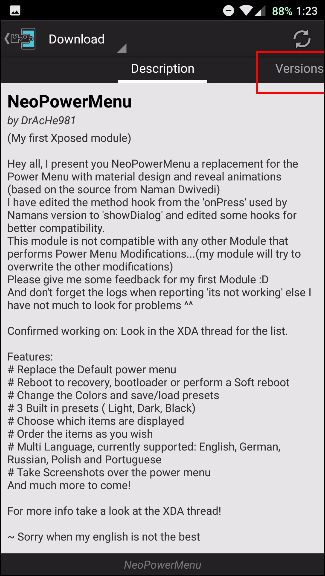 88% 1:23
Download
Description
Versions
NeoPowerMenu
by DrAcHe981
(My first Xposed module)
Hey all, I present you NeoPowerMenu a replacement for the
Power Menu with material design and reveal animations
(based on the source from Naman Dwivedi)
I have edited the method hook from the 'onPress' used by
Namans version to 'showDialog' and edited some hooks for
better compatibility.
This module is not compatible with any other Module that
performs Power Menu Modifications...(my module will try to
overwrite the other modifications)
Please give me some feedback for my first Module :D
And don't forget the logs when reporting 'its not working' else I
have not much to look for problems ^^
Confirmed working on: Look in the XDA thread for the list.
Features:
# Replace the Default power menu
# Reboot to recovery, bootloader or perform a Soft reboot
# Change the Colors and save/load presets
# 3 Built in presets ( Light, Dark, Black)
# Choose which items are displayed
# Order the items as you wish
# Multi Language, currently supported: English, German,
Russian, Polish and Portuguese
# Take Screenshots over the power menu
And much more to come!
For more info take a look at the XDA thread!
~ Sorry when my english is not the best
NeoPowerMenu